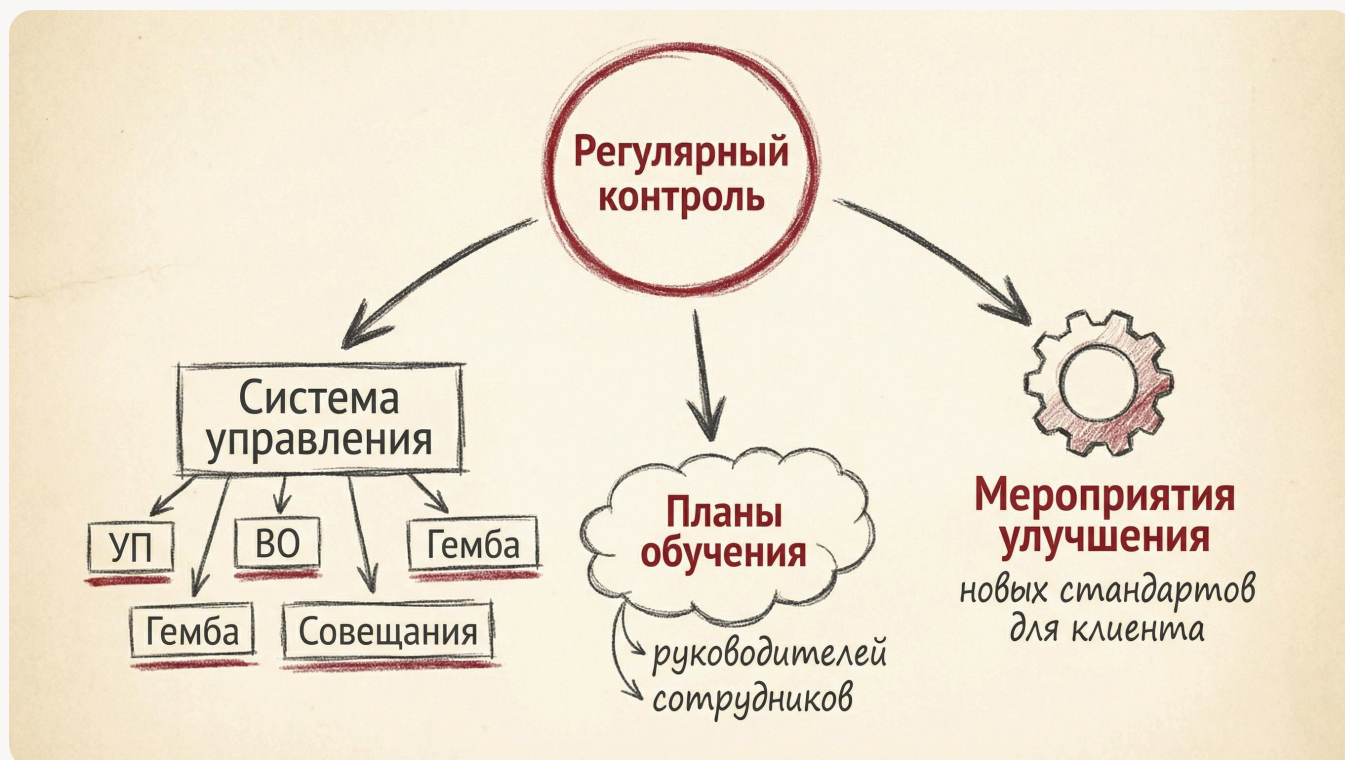 Регулярный
контроль
Система
управления
УП
ВО
Гемба
Гемба
Совещания
Планы
обучения
руководителей
сотрудников
Мероприятия
улучшения
новых стандартов
для клиента